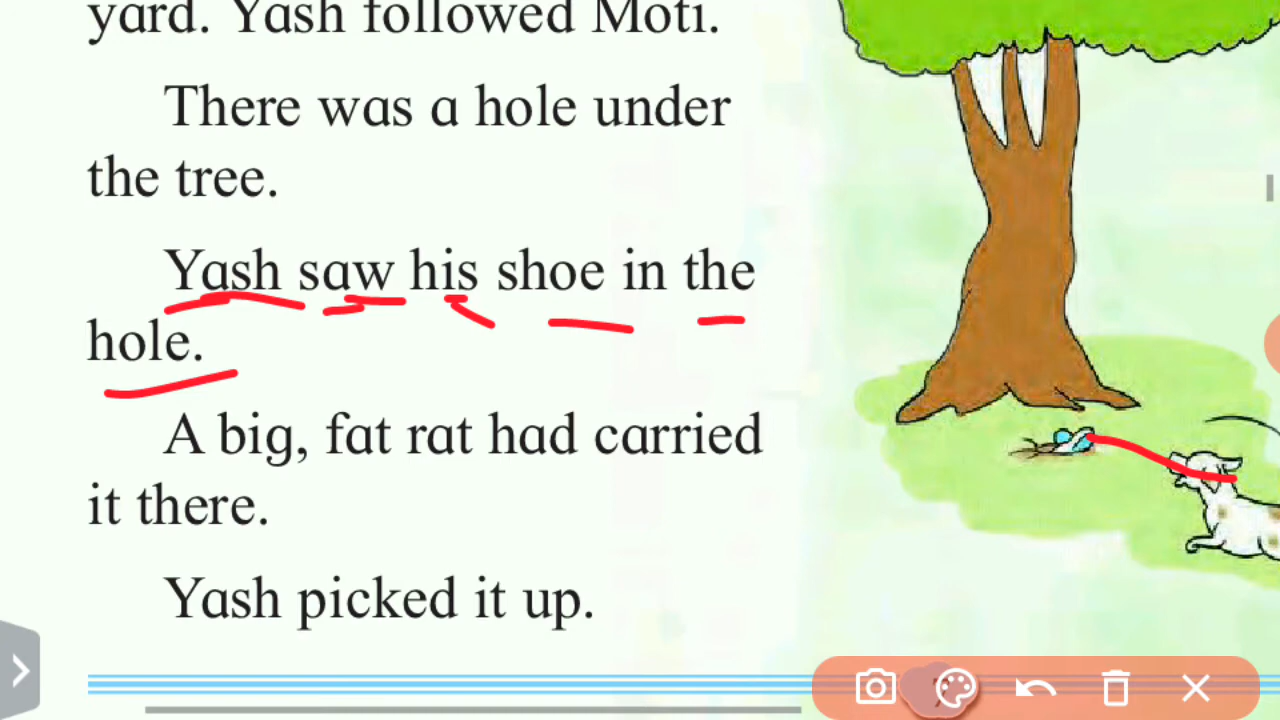 yard. Yash followed Moti.
There was a hole under
the tree.
Yash saw his shoe in the
hole.
A big, fat rat had carried
it there.
Yash picked it up.